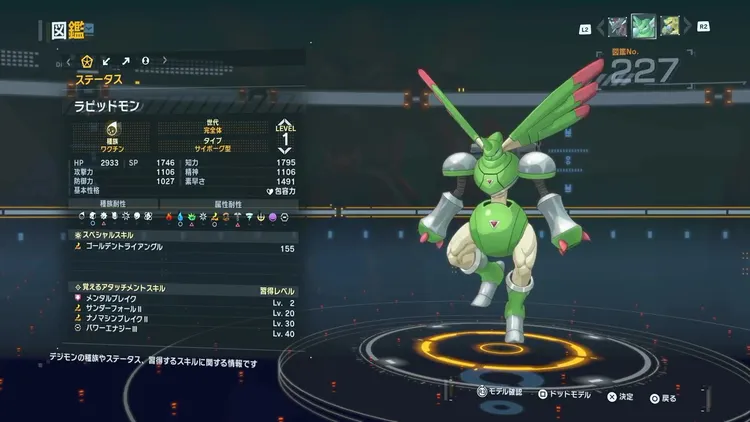 図鑑
L2
R2
図鑑No.
227
ステータス
ラピッドモン
種族
ワクチン
世代
完全体
タイプ
サイボーグ型
LEVEL
1
HP 2933 SP 1746 知力 1795
攻撃力 1106 精神 1106
防御力 1027 素早さ 1491
基本性格 包容力
種族耐性 属性耐性
スペシャルスキル
ゴールデントライアングル 155
覚えるアタッチメントスキル 習得レベル
メンタルブレイク Lv. 2
サンダーフォールⅡ Lv. 20
ナノマシンブレイクⅡ Lv. 30
パワーエナジーⅢ Lv. 40
デジモンの種族やステータス、習得するスキルに関する情報です
R3 モデル確認 ドットモデル 決定 戻る